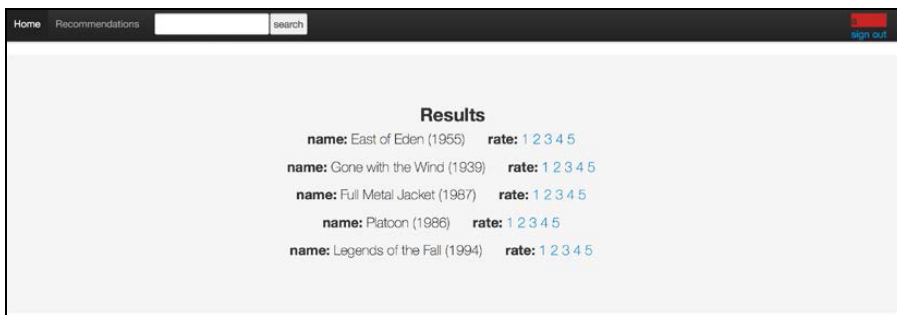 Home Recommendations search
sign out
Results
name: East of Eden (1955) rate: 1 2 3 4 5
name: Gone with the Wind (1939) rate: 1 2 3 4 5
name: Full Metal Jacket (1987) rate: 1 2 3 4 5
name: Platoon (1986) rate: 1 2 3 4 5
name: Legends of the Fall (1994) rate: 1 2 3 4 5